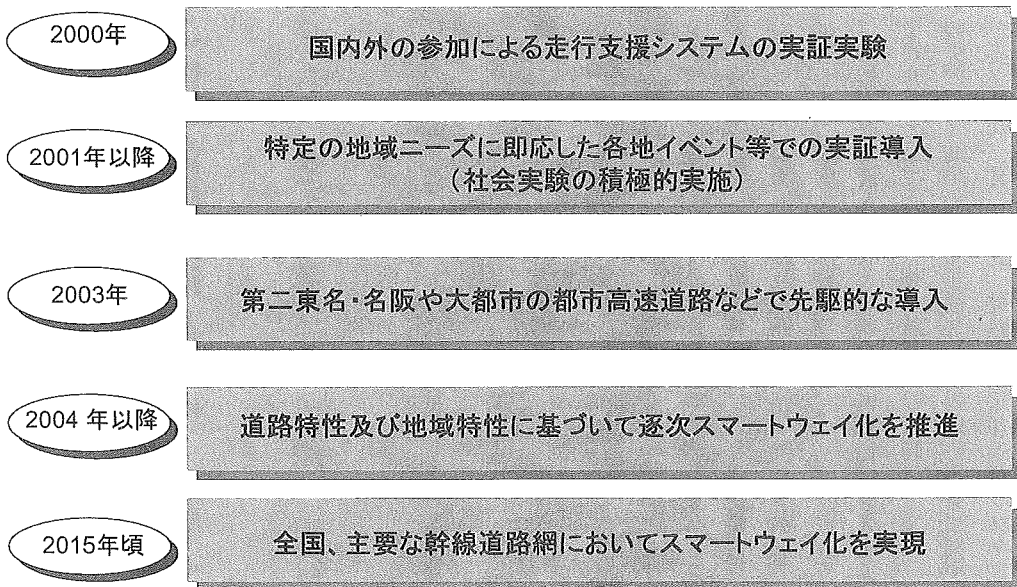 2000年
国内外の参加による走行支援システムの実証実験
2001年以降
特定の地域ニーズに即応した各地イベント等での実証導入
（社会実験の積極的実施）
2003年
第二東名・名阪や大都市の都市高速道路などで先駆的な導入
2004 年以降
道路特性及び地域特性に基づいて逐次スマートウェイ化を推進
2015年頃
全国、主要な幹線道路網においてスマートウェイ化を実現